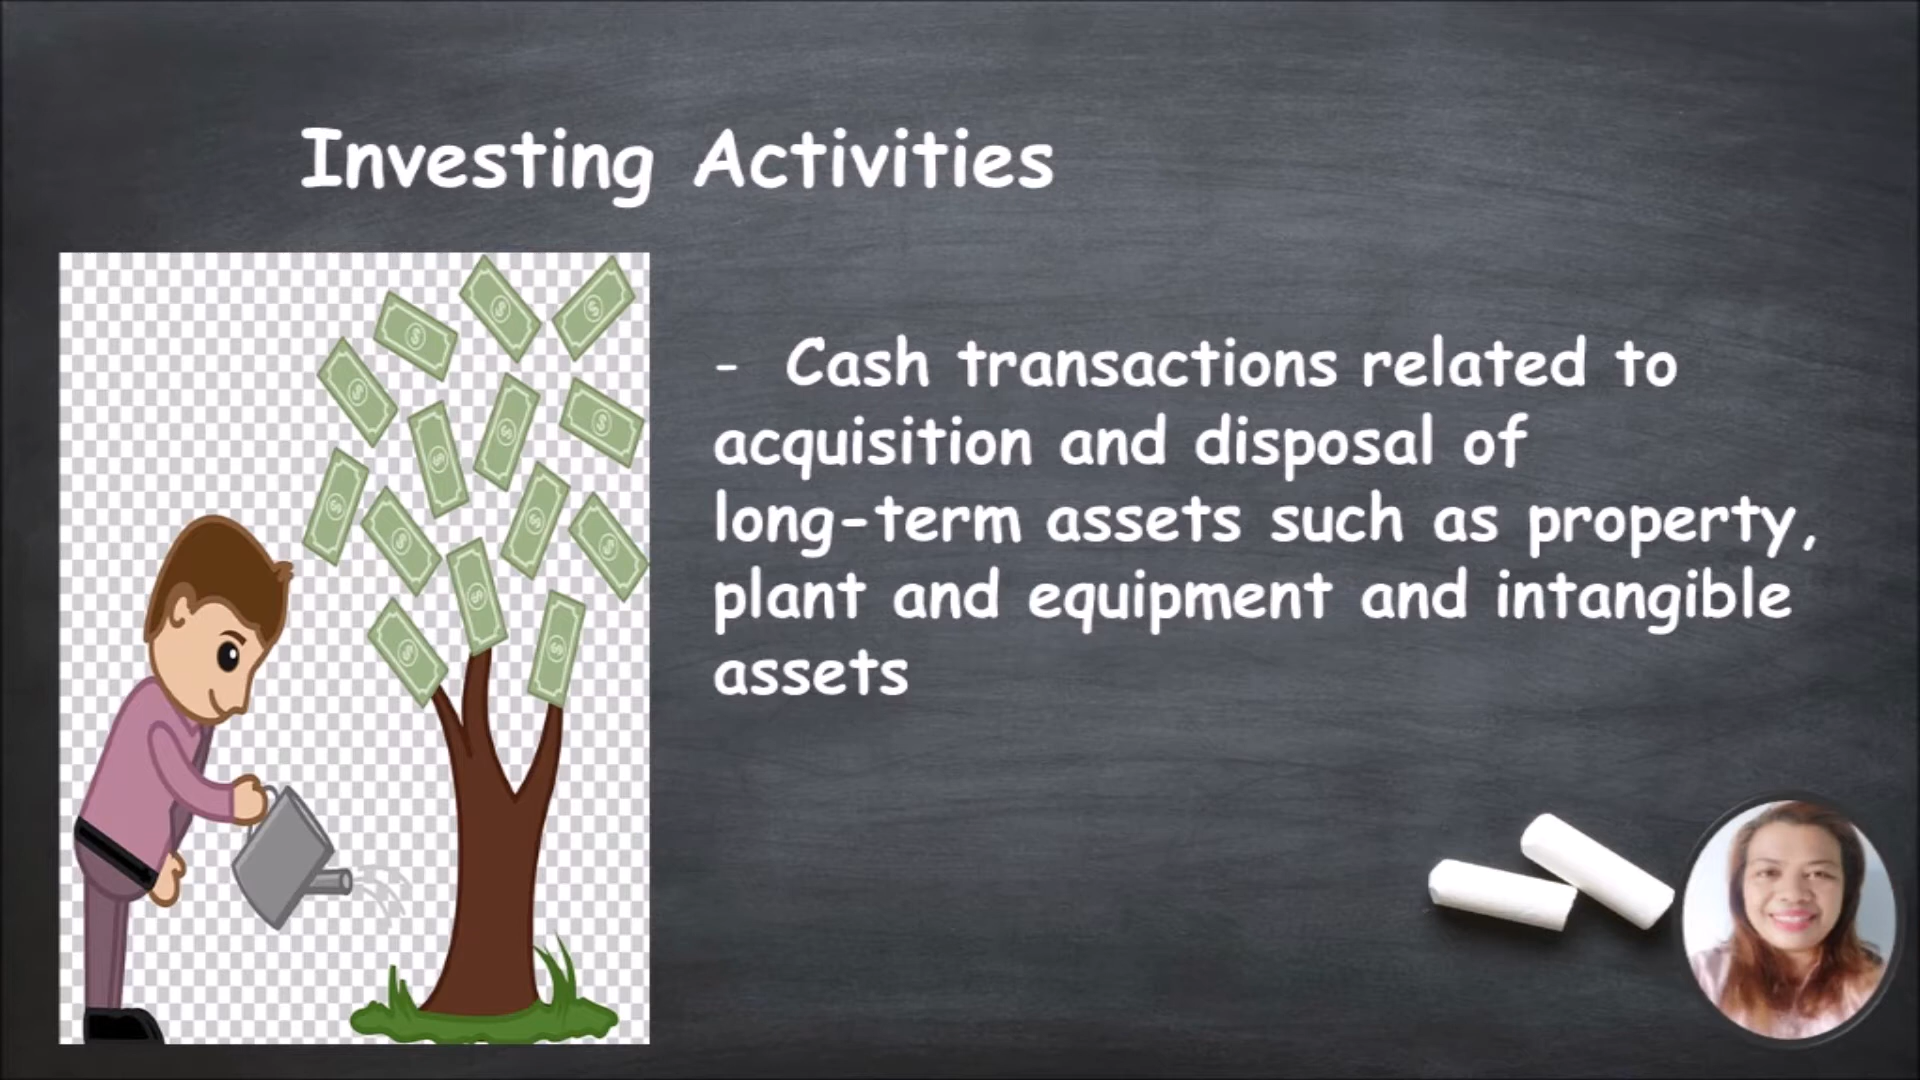 Investing Activities
- Cash transactions related to
acquisition and disposal of
long-term assets such as property,
plant and equipment and intangible
assets